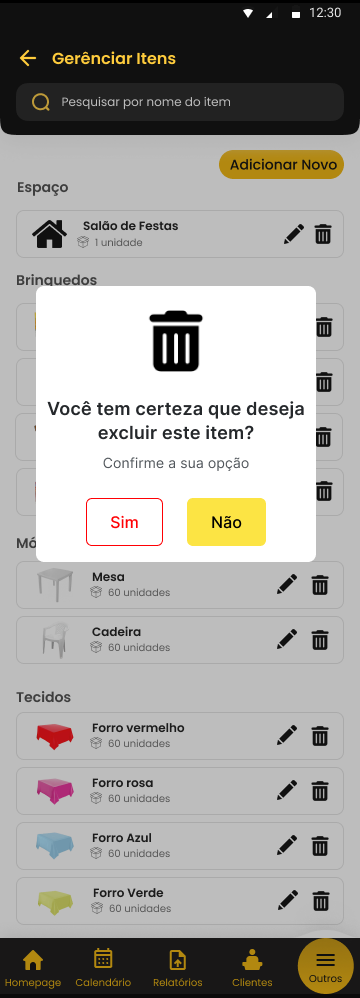 12:30
Gerênciar Itens
Pesquisar por nome do item
Adicionar Novo
Espaço
Salão de Festas
1 unidade
Brinquedos
Você tem certeza que deseja
excluir este item?
Confirme a sua opção
Sim
Não
Mó
Mesa
60 unidades
Cadeira
60 unidades
Tecidos
Forro vermelho
60 unidades
Forro rosa
60 unidades
Forro Azul
60 unidades
Forro Verde
60 unidades
Homepage
Calendário
Relatórios
Clientes
Outros